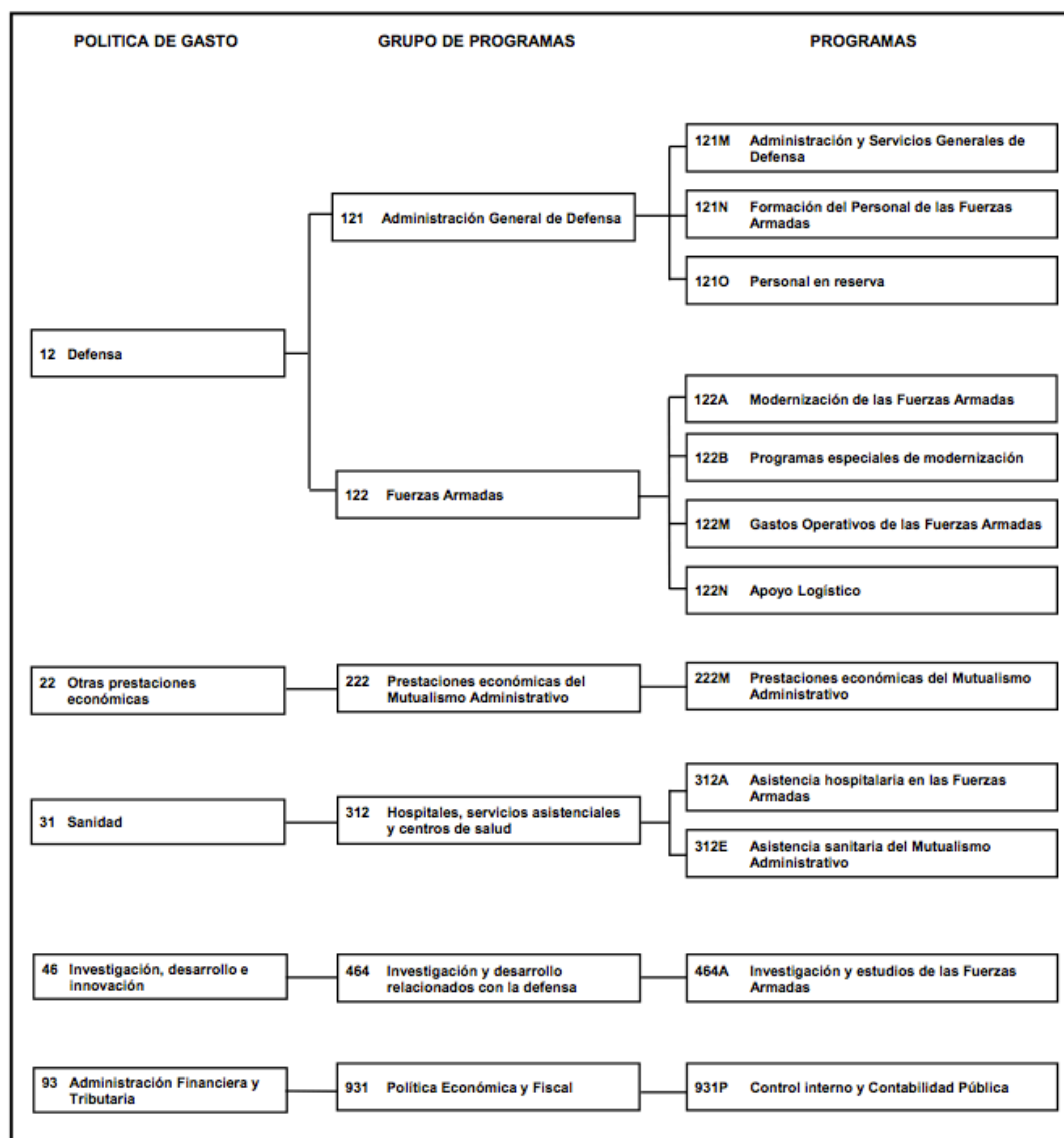 POLITICA DE GASTO
GRUPO DE PROGRAMAS
PROGRAMAS
121M Administración y Servicios Generales de
Defensa
121 Administración General de Defensa
121N Formación del Personal de las Fuerzas
Armadas
121O Personal en reserva
12 Defensa
122A Modernización de las Fuerzas Armadas
122B Programas especiales de modernización
122 Fuerzas Armadas
122M Gastos Operativos de las Fuerzas Armadas
122N Apoyo Logístico
22 Otras prestaciones
económicas
222 Prestaciones económicas del
Mutualismo Administrativo
222M Prestaciones económicas del Mutualismo
Administrativo
31 Sanidad
312 Hospitales, servicios asistenciales
y centros de salud
312A Asistencia hospitalaria en las Fuerzas
Armadas
312E Asistencia sanitaria del Mutualismo
Administrativo
46 Investigación, desarrollo e
innovación
464 Investigación y desarrollo
relacionados con la defensa
464A Investigación y estudios de las Fuerzas
Armadas
93 Administración Financiera y
Tributaria
931 Política Económica y Fiscal
931P Control interno y Contabilidad Pública